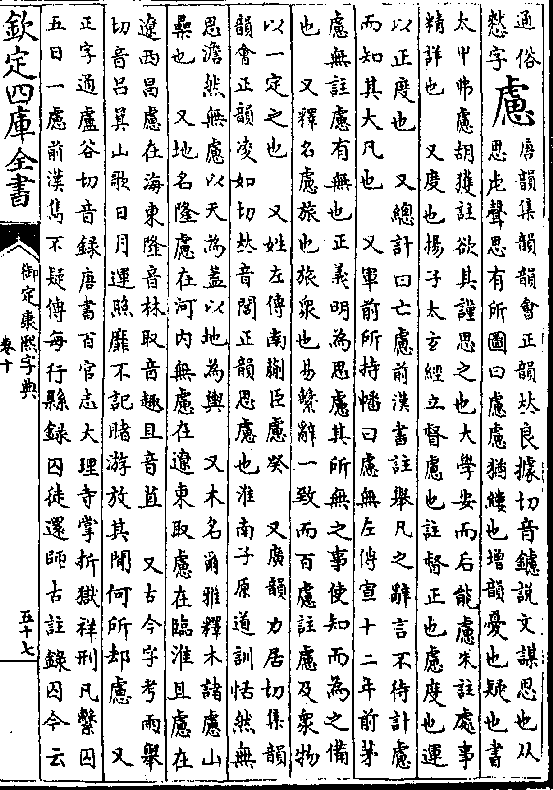 通俗
慜字
慮
唐韻集韻韻會正韻𠀤良據切音鑢説文謀思也从
思虍聲思有所圖曰慮慮猶縷也增韻憂也疑也書
太甲弗慮胡獲註欲其謹思之也大學安而后能慮朱註處事
精詳也　又度也揚子太玄經立督慮也註督正也慮度也運
以正度也　又總計曰亡慮前漢書註舉凡之辭言不待計慮
而知其大凡也　又軍前所持幡曰慮無左傳宣十二年前茅
慮無註慮有無也正義明為思慮其所無之事使知而為之備
也　又釋名慮旅也旅衆也易繫辭一致而百慮註慮及衆物
以一定之也　又姓左傳南蒯臣慮癸　又廣韻力居切集韻
韻會正韻凌如切𠀤音閭正韻思慮也淮南子原道訓恬然無
思澹然無慮以天為蓋以地為輿　又木名爾雅釋木諸慮山
櫐也　又地名隆慮在河内無慮在遼東取慮在臨淮且慮在
遼西昌慮在海東隆音林取音趣且音苴　又古今字考兩舉
切音呂箕山歌日月運照靡不記睹游放其間何所却慮　又
正字通盧谷切音録唐書百官志大理寺掌折獄祥刑凡繫囚
五日一慮前漢雋不疑傳每行縣録囚徒還師古註録囚今云
欽定四庫全書
御定康熙字典
卷十
五十七